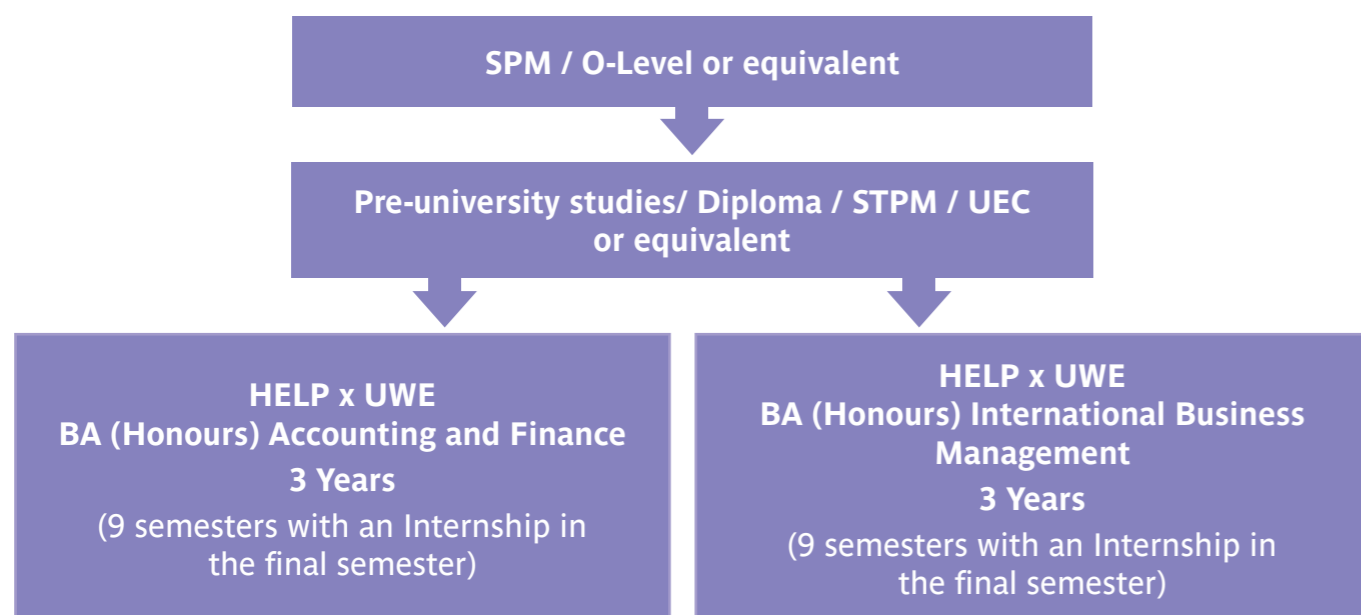 SPM / O-Level or equivalent
Pre-university studies/ Diploma / STPM / UEC
or equivalent
HELP x UWE
BA (Honours) Accounting and Finance
3 Years
(9 semesters with an Internship in
the final semester)
HELP x UWE
BA (Honours) International Business
Management
3 Years
(9 semesters with an Internship in
the final semester)